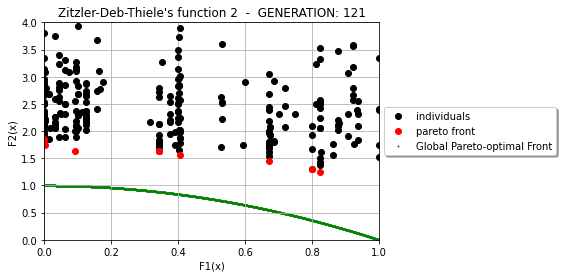 Zitzler-Deb-Thiele's function 2 - GENERATION: 121
4.0
3.5
3.0
2.5
2.0
1.5
1.0
0.5
0.0
F2(x)
0.0 0.2 0.4 0.6 0.8 1.0
F1(x)
individuals
pareto front
Global Pareto-optimal Front